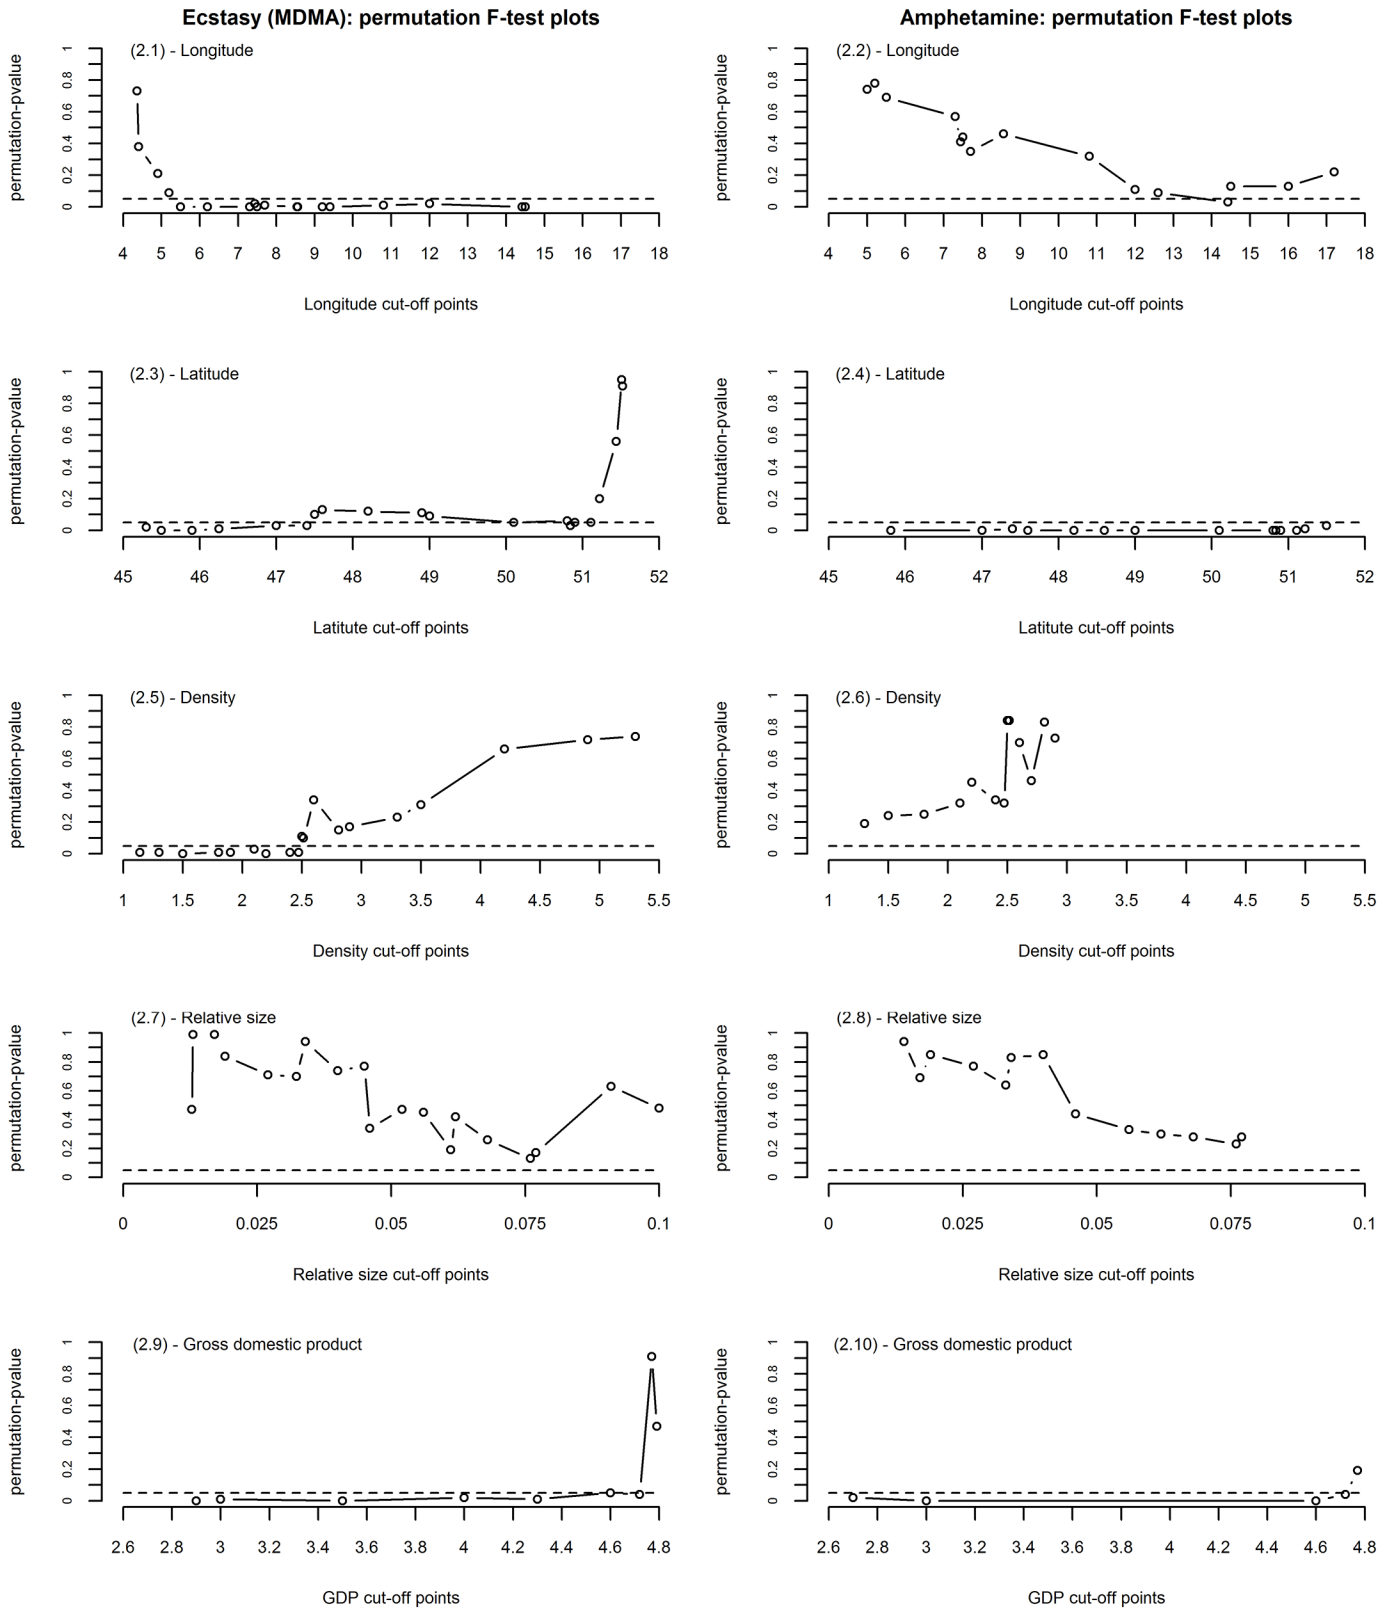 Ecstasy (MDMA): permutation F-test plots
(2.1) - Longitude
permutation-pvalue
0 0.2 0.4 0.6 0.8 1
4 5 6 7 8 9 10 11 12 13 14 15 16 17 18
Longitude cut-off points
Amphetamine: permutation F-test plots
(2.2) - Longitude
permutation-pvalue
0 0.2 0.4 0.6 0.8 1
4 5 6 7 8 9 10 11 12 13 14 15 16 17 18
Longitude cut-off points
(2.3) - Latitude
permutation-pvalue
0 0.2 0.4 0.6 0.8 1
45 46 47 48 49 50 51 52
Latitute cut-off points
(2.4) - Latitude
permutation-pvalue
0 0.2 0.4 0.6 0.8 1
45 46 47 48 49 50 51 52
Latitute cut-off points
(2.5) - Density
permutation-pvalue
0 0.2 0.4 0.6 0.8 1
1 1.5 2 2.5 3 3.5 4 4.5 5 5.5
Density cut-off points
(2.6) - Density
permutation-pvalue
0 0.2 0.4 0.6 0.8 1
1 1.5 2 2.5 3 3.5 4 4.5 5 5.5
Density cut-off points
(2.7) - Relative size
permutation-pvalue
0 0.2 0.4 0.6 0.8 1
0 0.025 0.05 0.075 0.1
Relative size cut-off points
(2.8) - Relative size
permutation-pvalue
0 0.2 0.4 0.6 0.8 1
0 0.025 0.05 0.075 0.1
Relative size cut-off points
(2.9) - Gross domestic product
permutation-pvalue
0 0.2 0.4 0.6 0.8 1
2.6 2.8 3 3.2 3.4 3.6 3.8 4 4.2 4.4 4.6 4.8
GDP cut-off points
(2.10) - Gross domestic product
permutation-pvalue
0 0.2 0.4 0.6 0.8 1
2.6 2.8 3 3.2 3.4 3.6 3.8 4 4.2 4.4 4.6 4.8
GDP cut-off points